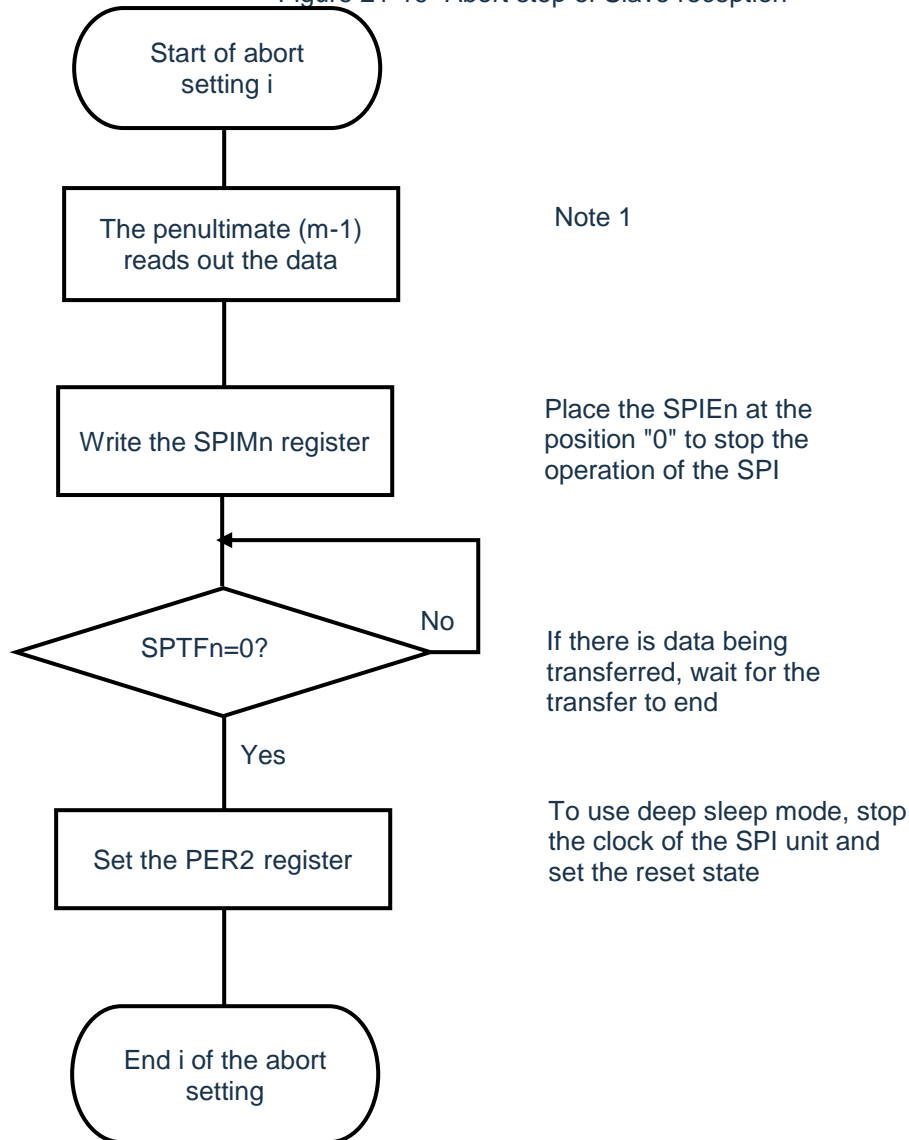 Start of abort
setting i
The penultimate (m-1)
reads out the data
Note 1
Write the SPIMn register
Place the SPIEn at the
position "0" to stop the
operation of the SPI
No
SPTFn=0?
If there is data being
transferred, wait for the
transfer to end
Yes
Set the PER2 register
To use deep sleep mode, stop
the clock of the SPI unit and
set the reset state
End i of the abort
setting